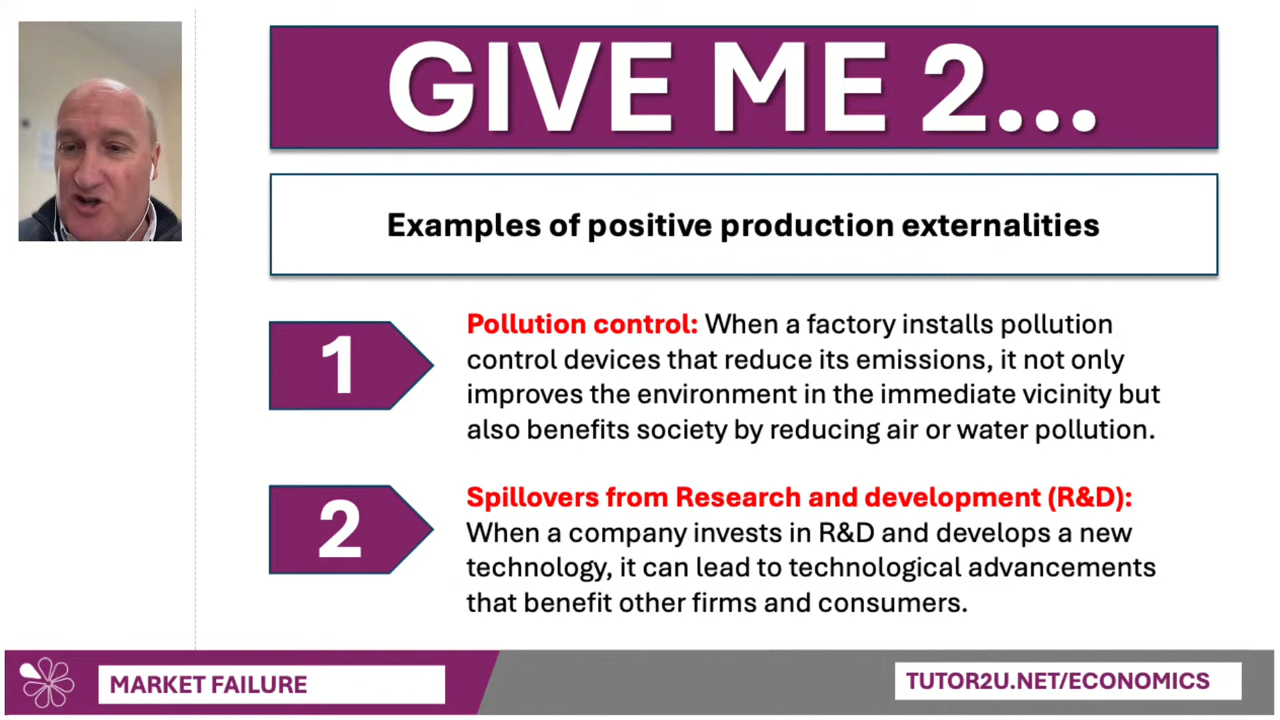 GIVE ME 2...
Examples of positive production externalities
1
Pollution control: When a factory installs pollution
control devices that reduce its emissions, it not only
improves the environment in the immediate vicinity but
also benefits society by reducing air or water pollution.
2
Spillovers from Research and development (R&D):
When a company invests in R&D and develops a new
technology, it can lead to technological advancements
that benefit other firms and consumers.
MARKET FAILURE
TUTOR2U.NET/ECONOMICS